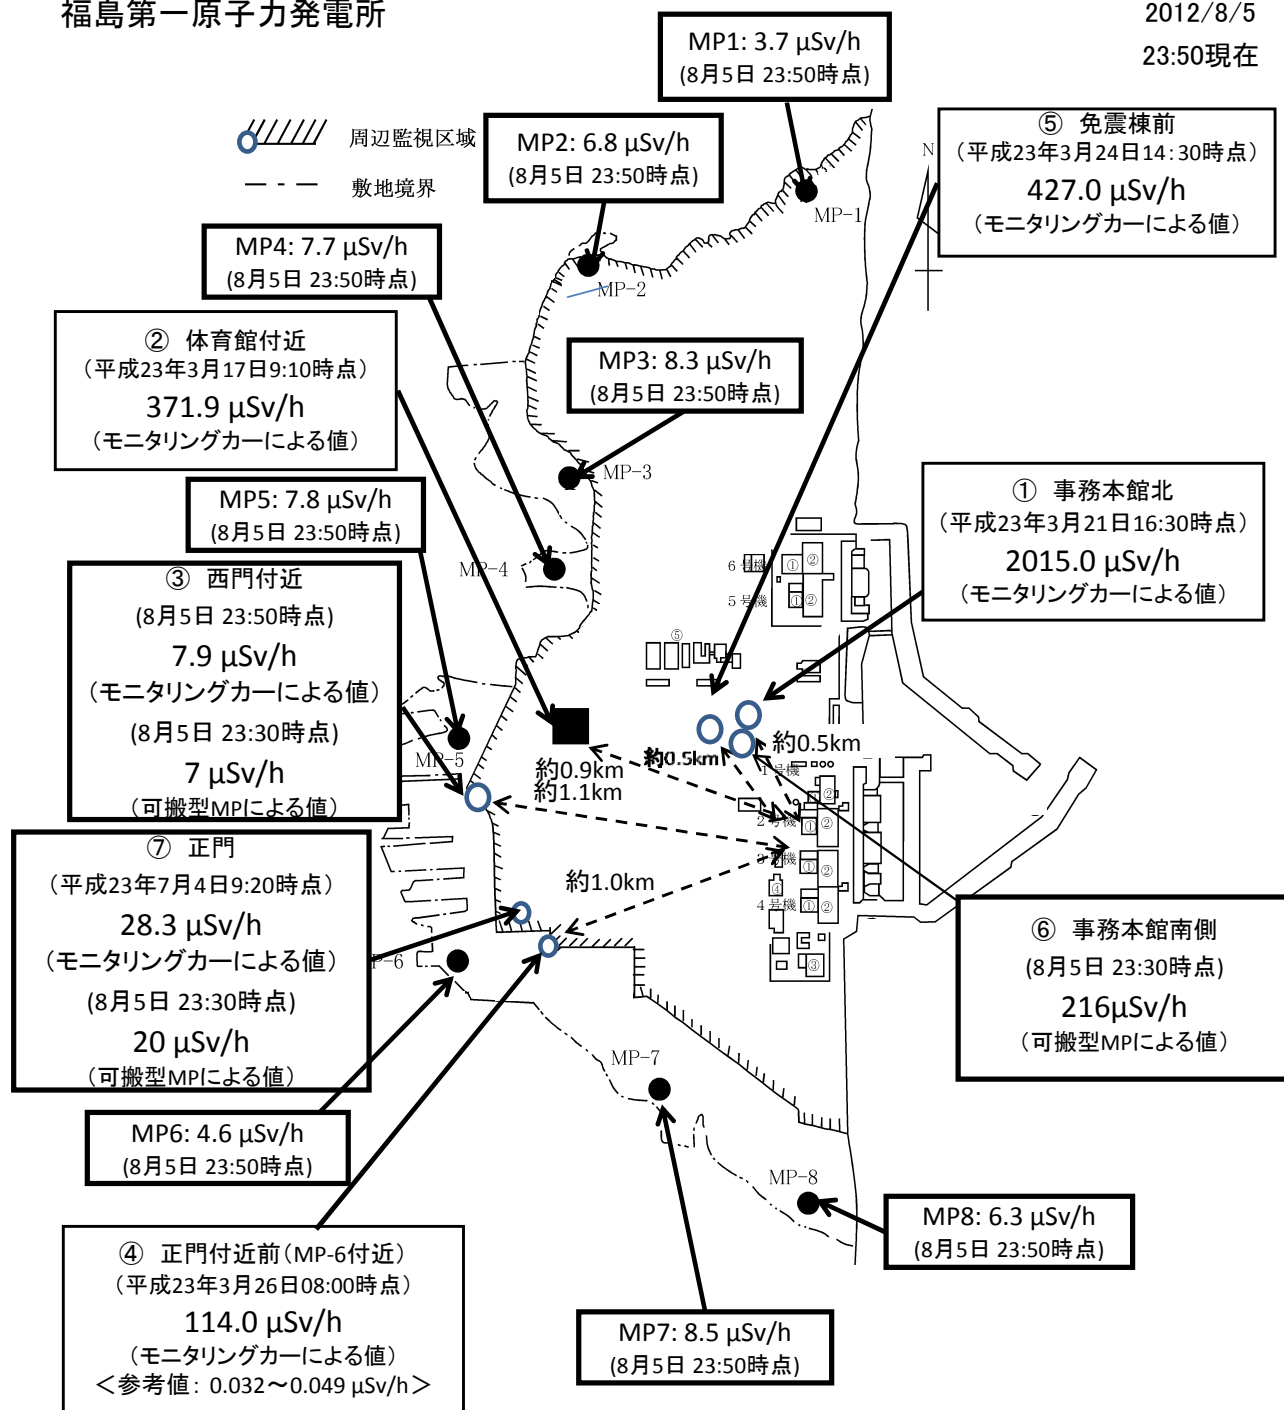 福島第一原子力発電所
2012/8/5
23:50現在
MP1: 3.7 µSv/h
(8月5日 23:50時点)
周辺監視区域
敷地境界
MP2: 6.8 µSv/h
(8月5日 23:50時点)
⑤ 免震棟前
(平成23年3月24日14:30時点)
427.0 µSv/h
(モニタリングカーによる値)
N
MP-1
MP4: 7.7 µSv/h
(8月5日 23:50時点)
MP-2
② 体育館付近
(平成23年3月17日9:10時点)
371.9 µSv/h
(モニタリングカーによる値)
MP3: 8.3 µSv/h
(8月5日 23:50時点)
MP-3
MP5: 7.8 µSv/h
(8月5日 23:50時点)
① 事務本館北
(平成23年3月21日16:30時点)
2015.0 µSv/h
(モニタリングカーによる値)
MP-4
6号機
① ②
5号機
① ②
⑤
③ 西門付近
(8月5日 23:50時点)
7.9 µSv/h
(モニタリングカーによる値)
(8月5日 23:30時点)
7 µSv/h
(可搬型MPによる値)
MP-5
約0.9km
約1.1km
約0.5km
約0.5km
1号機
① ②
2号機
① ②
3号機
① ②
④
4号機
① ②
③
約1.0km
⑦ 正門
(平成23年7月4日9:20時点)
28.3 µSv/h
(モニタリングカーによる値)
(8月5日 23:30時点)
20 µSv/h
(可搬型MPによる値)
P-6
⑥ 事務本館南側
(8月5日 23:30時点)
216µSv/h
(可搬型MPによる値)
MP-7
MP6: 4.6 µSv/h
(8月5日 23:50時点)
MP-8
MP8: 6.3 µSv/h
(8月5日 23:50時点)
④ 正門付近前(MP-6付近)
(平成23年3月26日08:00時点)
114.0 µSv/h
(モニタリングカーによる値)
<参考値: 0.032～0.049 µSv/h>
MP7: 8.5 µSv/h
(8月5日 23:50時点)